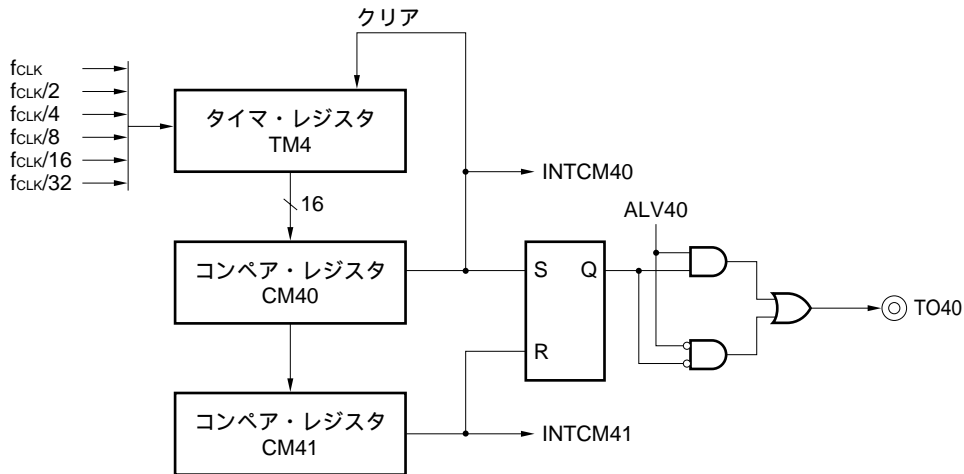 クリア
fCLK
fCLK/2
fCLK/4
fCLK/8
fCLK/16
fCLK/32
タイマ・レジスタ
TM4
16
INTCM40
ALV40
コンペア・レジスタ
CM40
S Q
R
TO40
コンペア・レジスタ
CM41
INTCM41